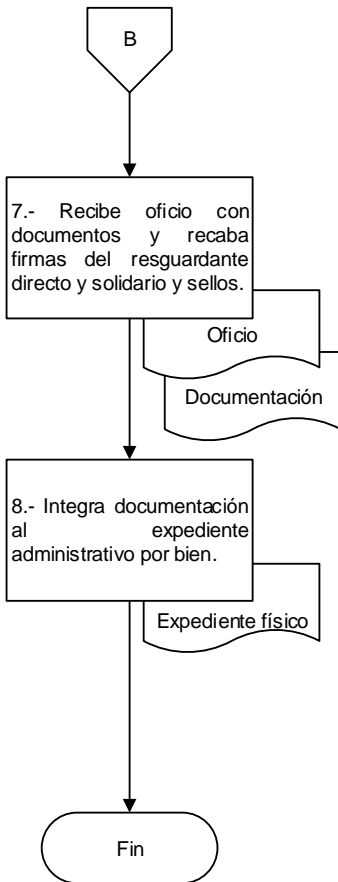 B
7.- Recibe oficio con
documentos y recaba
firmas del resguardante
directo y solidario y sellos.
Oficio
Documentación
8.- Integra documentación
al expediente
administrativo por bien.
Expediente físico
Fin